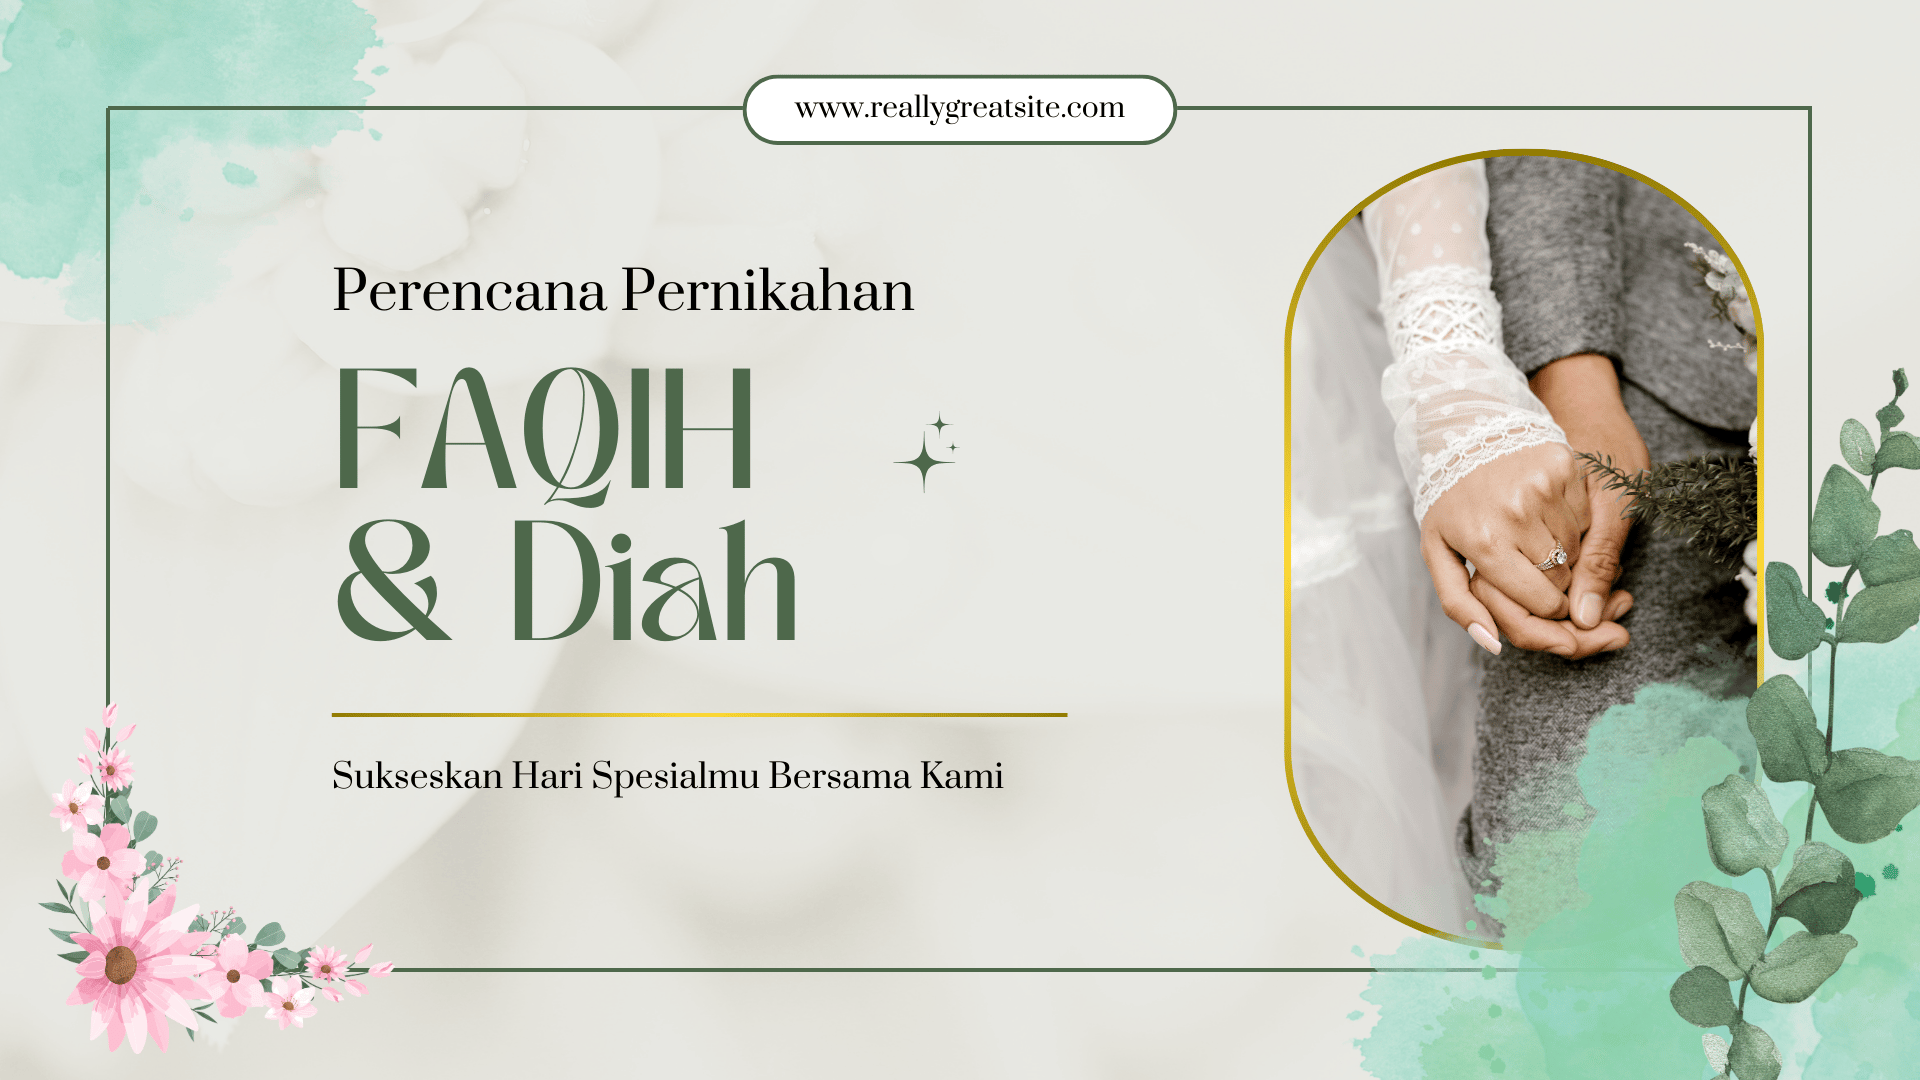 www.reallygreatsite.com
Perencana Pernikahan
FAQIH
& Diah
Sukseskan Hari Spesialmu Bersama Kami